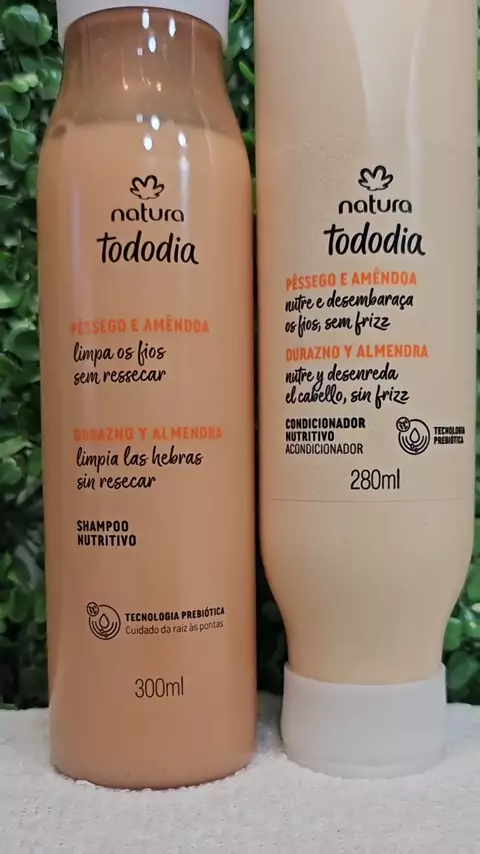 natura
tododia
PÊSSEGO E AMÊNDOA
limpa os fios
sem ressecar
DURAZNO Y ALMENDRA
limpia las hebras
sin resecar
SHAMPOO
NUTRITIVO
TECNOLOGIA PREBIÓTICA
Cuidado da raiz às pontas
300ml
natura
tododia
PÊSSEGO E AMÊNDOA
nutre e desembaraça
os fios, sem frizz
DURAZNO Y ALMENDRA
nutre y desenreda
el cabello, sin frizz
CONDICIONADOR
NUTRITIVO
ACONDICIONADOR
TECNOLOGIA
PREBIÓTICA
280ml